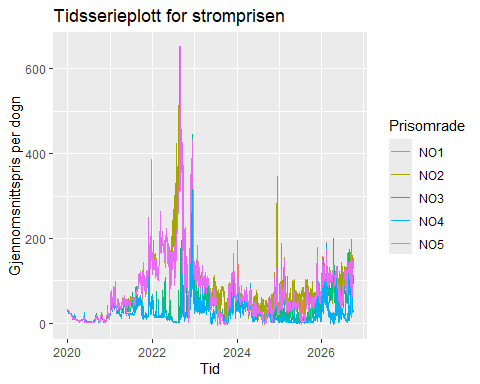 Tidsserieplott for stromprisen
Gjennomsnittspris per dogn
600
400
200
0
2020
2022
2024
2026
Tid
Prisomrade
NO1
NO2
NO3
NO4
NO5